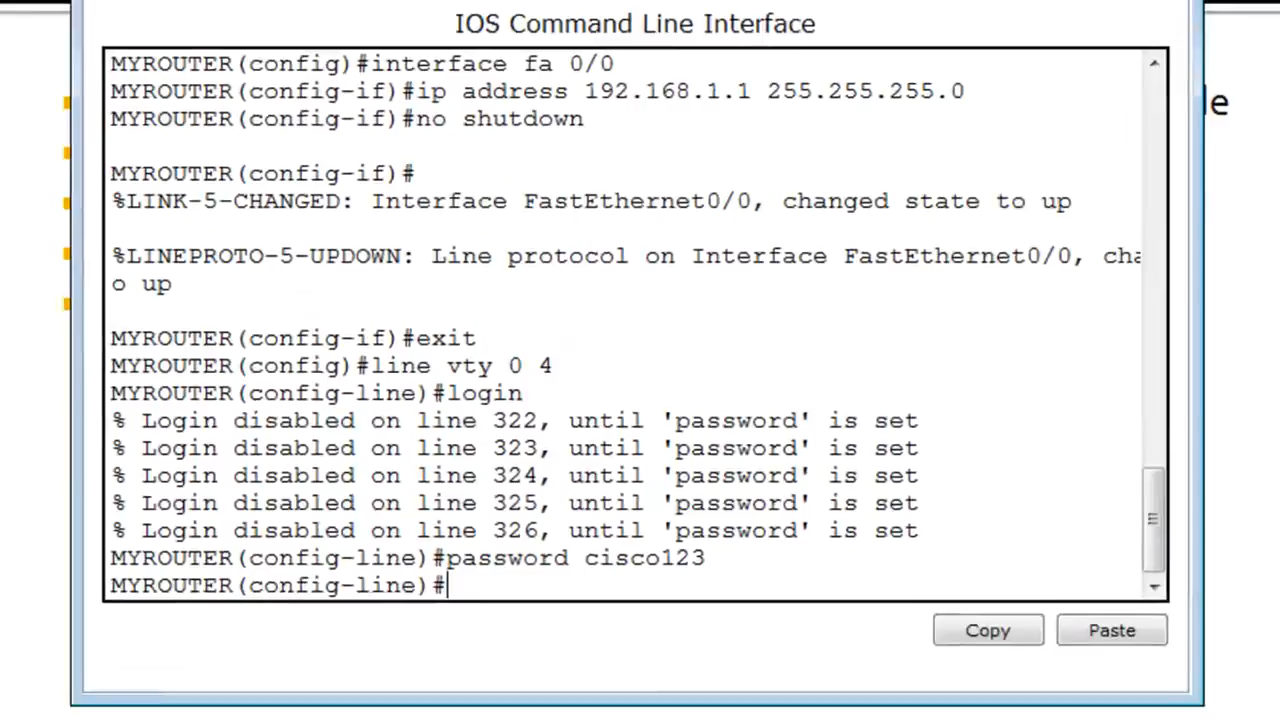 IOS Command Line Interface
MYROUTER(config)#interface fa 0/0
MYROUTER(config-if)#ip address 192.168.1.1 255.255.255.0
MYROUTER(config-if)#no shutdown
MYROUTER(config-if)#
%LINK-5-CHANGED: Interface FastEthernet0/0, changed state to up
%LINEPROTO-5-UPDOWN: Line protocol on Interface FastEthernet0/0, cha
o up
MYROUTER(config-if)#exit
MYROUTER(config)#line vty 0 4
MYROUTER(config-line)#login
% Login disabled on line 322, until 'password' is set
% Login disabled on line 323, until 'password' is set
% Login disabled on line 324, until 'password' is set
% Login disabled on line 325, until 'password' is set
% Login disabled on line 326, until 'password' is set
MYROUTER(config-line)#password cisco123
MYROUTER(config-line)#
Copy Paste